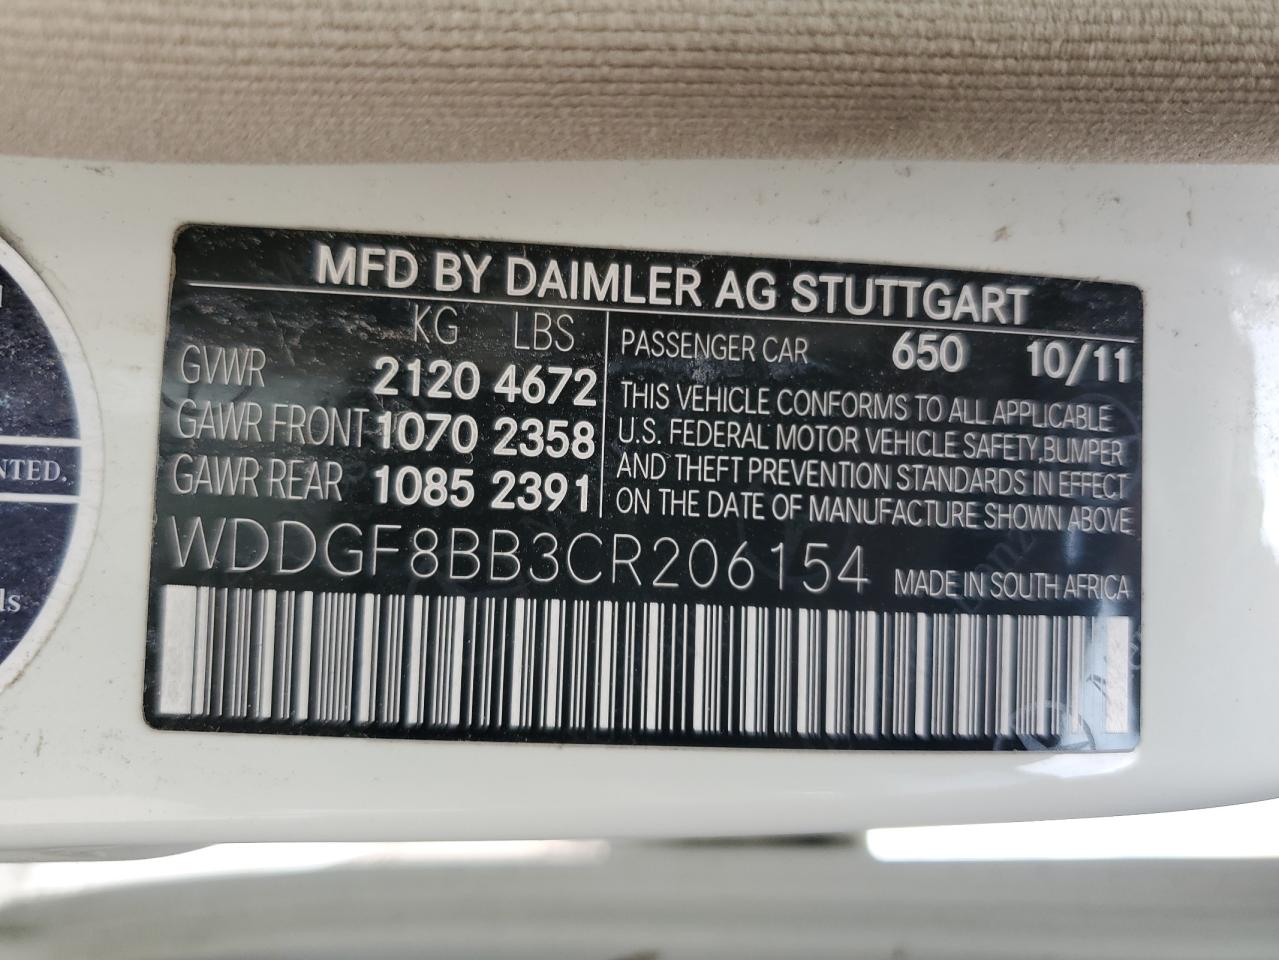 MFD BY DAIMLER AG STUTTGART
KG LBS
GVWR 2120 4672
GAWR FRONT 1070 2358
GAWR REAR 1085 2391
PASSENGER CAR 650 10/11
THIS VEHICLE CONFORMS TO ALL APPLICABLE
U.S. FEDERAL MOTOR VEHICLE SAFETY, BUMPER
AND THEFT PREVENTION STANDARDS IN EFFECT
ON THE DATE OF MANUFACTURE SHOWN ABOVE
WDDGF8BB3CR206154 MADE IN SOUTH AFRICA